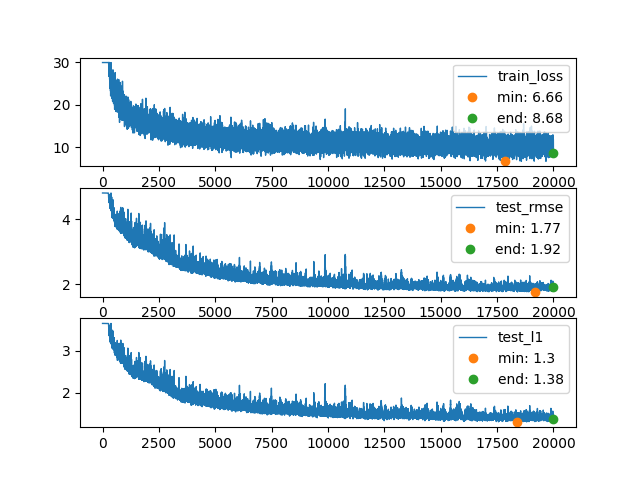 30
20
10
train_loss
min: 6.66
end: 8.68
0 2500 5000 7500 10000 12500 15000 17500 20000
4
2
test_rmse
min: 1.77
end: 1.92
0 2500 5000 7500 10000 12500 15000 17500 20000
3
2
test_l1
min: 1.3
end: 1.38
0 2500 5000 7500 10000 12500 15000 17500 20000